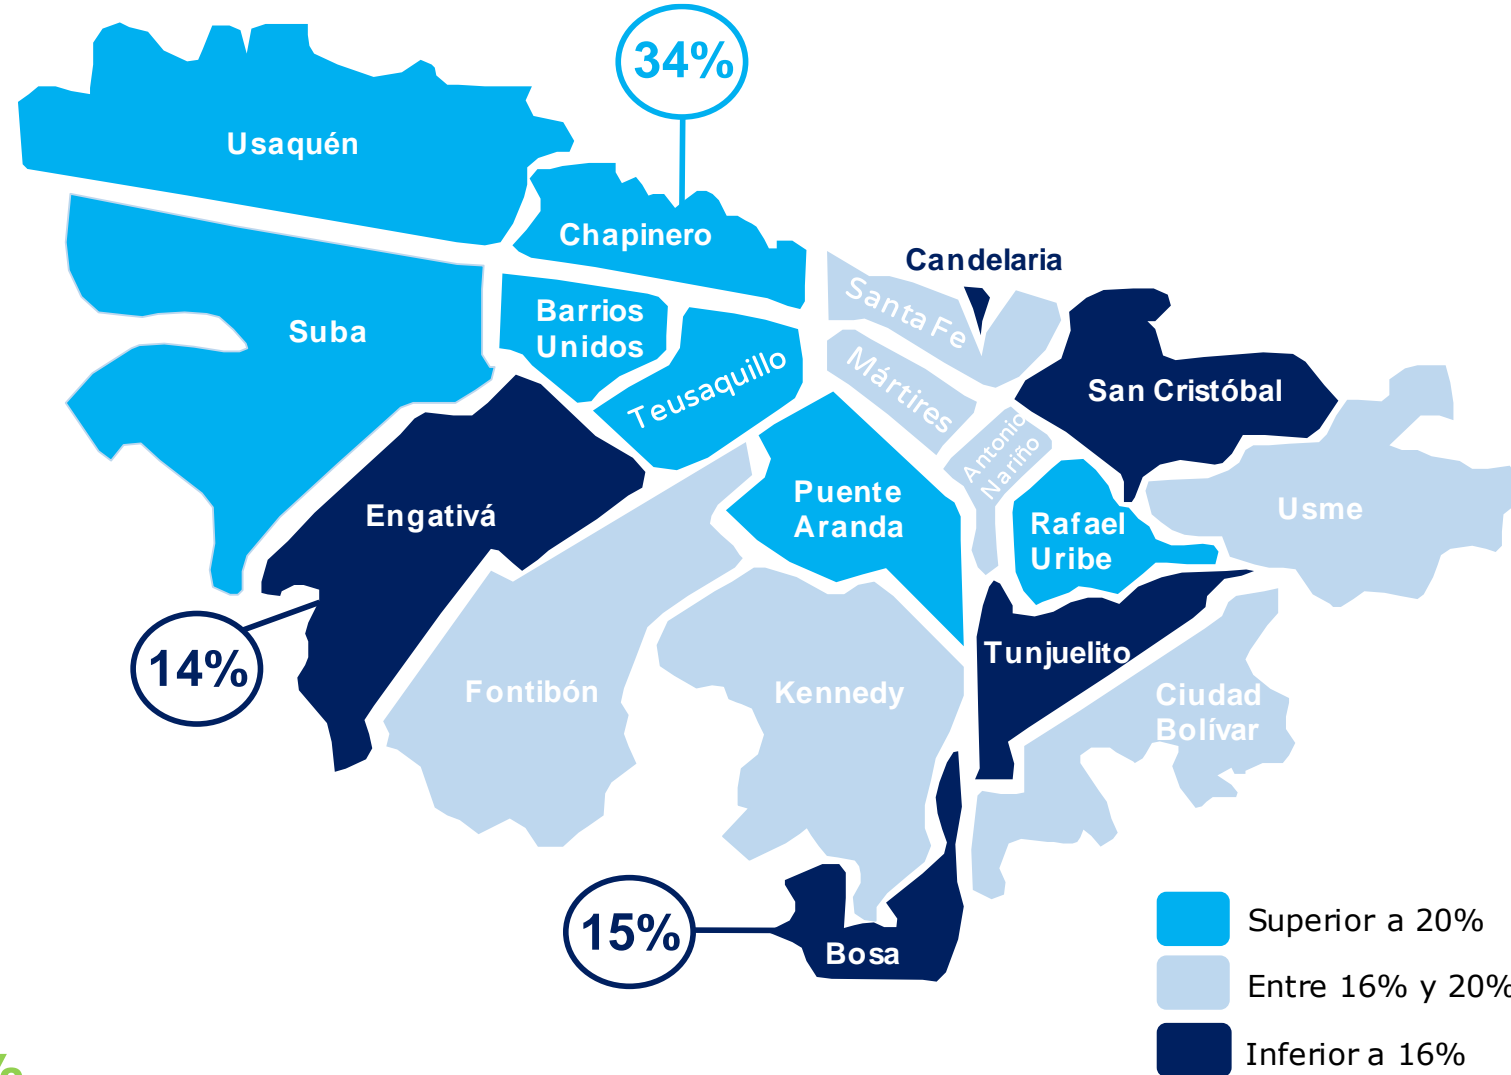 34%
Usaquén
Chapinero
Candelaria
Santa Fe
Barrios
Unidos
Suba
Teusaquillo
Mártires
San Cristóbal
Antonio
Nariño
Puente
Aranda
Engativá
Rafael
Uribe
Usme
14%
Tunjuelito
Fontibón
Kennedy
Ciudad
Bolívar
15%
Bosa
Superior a 20%
Entre 16% y 20%
Inferior a 16%
%